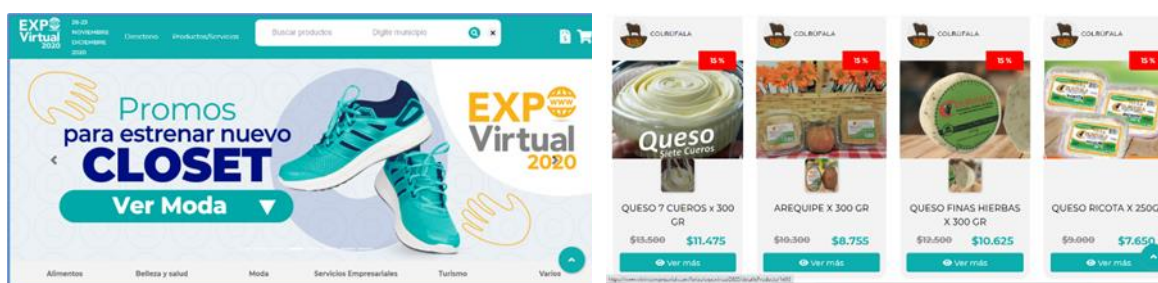 EXPO
Virtual
2020
26-23
NOVIEMBRE
DICIEMBRE
2020
Directorio Productos/Servicios
Buscar productos Digite municipio
Promos
para estrenar nuevo
CLOSET
Ver Moda
EXPO
www
Virtual
2020
Alimentos Belleza y salud Moda Servicios Empresariales Turismo Varios
COLBÚFALA COLBÚFALA COLBÚFALA COLBÚFALA
15 % 15 % 15 % 15 %
Queso
Siete Cueros
QUESO 7 CUEROS x 300 GR
AREQUIPE X 300 GR
QUESO FINAS HIERBAS X 300 GR
QUESO RICOTA X 250G
$13.500 $11.475
$10.300 $8.755
$12.500 $10.625
$9.000 $7.650
Ver más Ver más Ver más Ver más